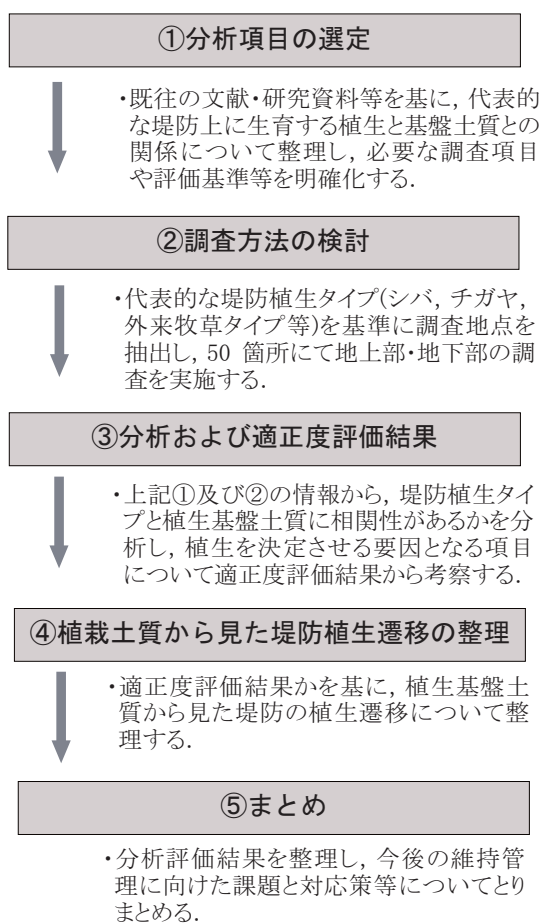 ①分析項目の選定
・既往の文献・研究資料等を基に，代表的
な堤防上に生育する植生と基盤土質との
関係について整理し，必要な調査項目
や評価基準等を明確化する．
②調査方法の検討
・代表的な堤防植生タイプ(シバ，チガヤ，
外来牧草タイプ等)を基準に調査地点を
抽出し，50 箇所にて地上部・地下部の調
査を実施する．
③分析および適正度評価結果
・上記①及び②の情報から，堤防植生タイ
プと植生基盤土質に相関性があるかを分
析し，植生を決定させる要因となる項目
について適正度評価結果から考察する．
④植栽土質から見た堤防植生遷移の整理
・適正度評価結果かを基に，植生基盤土
質から見た堤防の植生遷移について整
理する．
⑤まとめ
・分析評価結果を整理し，今後の維持管
理に向けた課題と対応策等についてとり
まとめる．